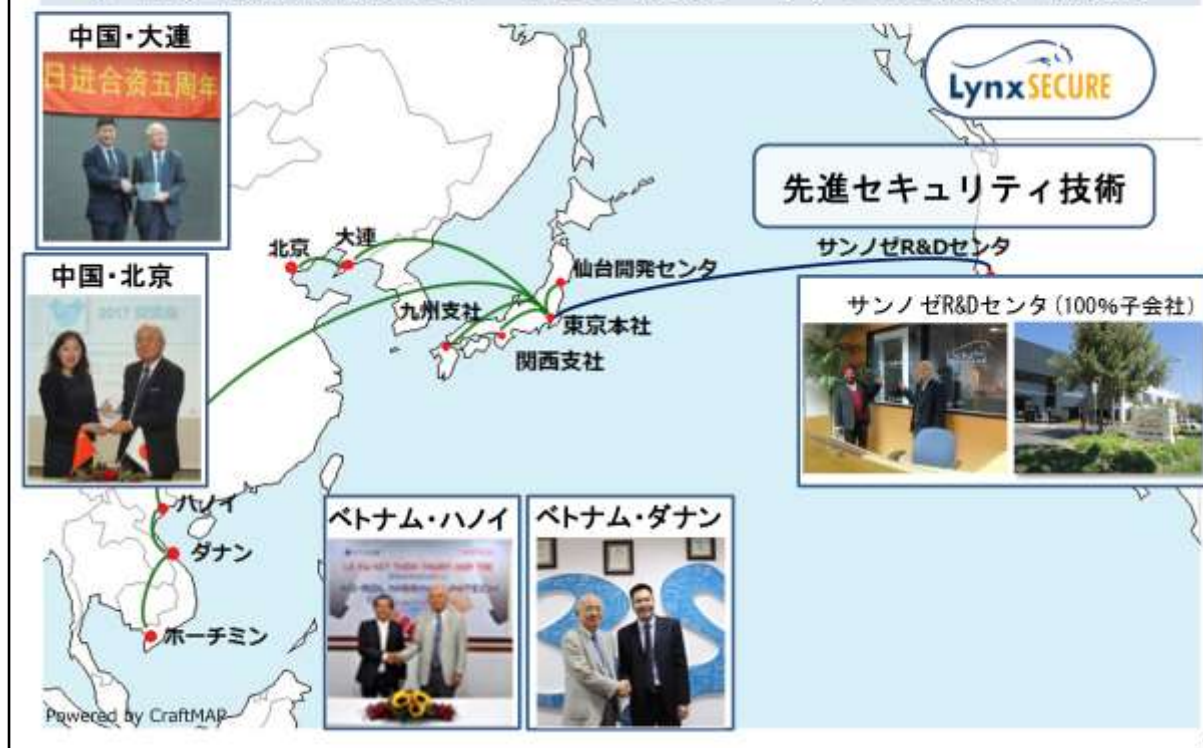 中国・大連
日进合资五周年
LynxSECURE
先進セキュリティ技術
北京
大連
サンノゼR&Dセンタ
仙台開発センタ
中国・北京
2017
九州支社
東京本社
関西支社
サンノゼR&Dセンタ(100%子会社)
ハノイ
ダナン
ホーチミン
ベトナム・ハノイ
ベトナム・ダナン
Powered by CraftMAP